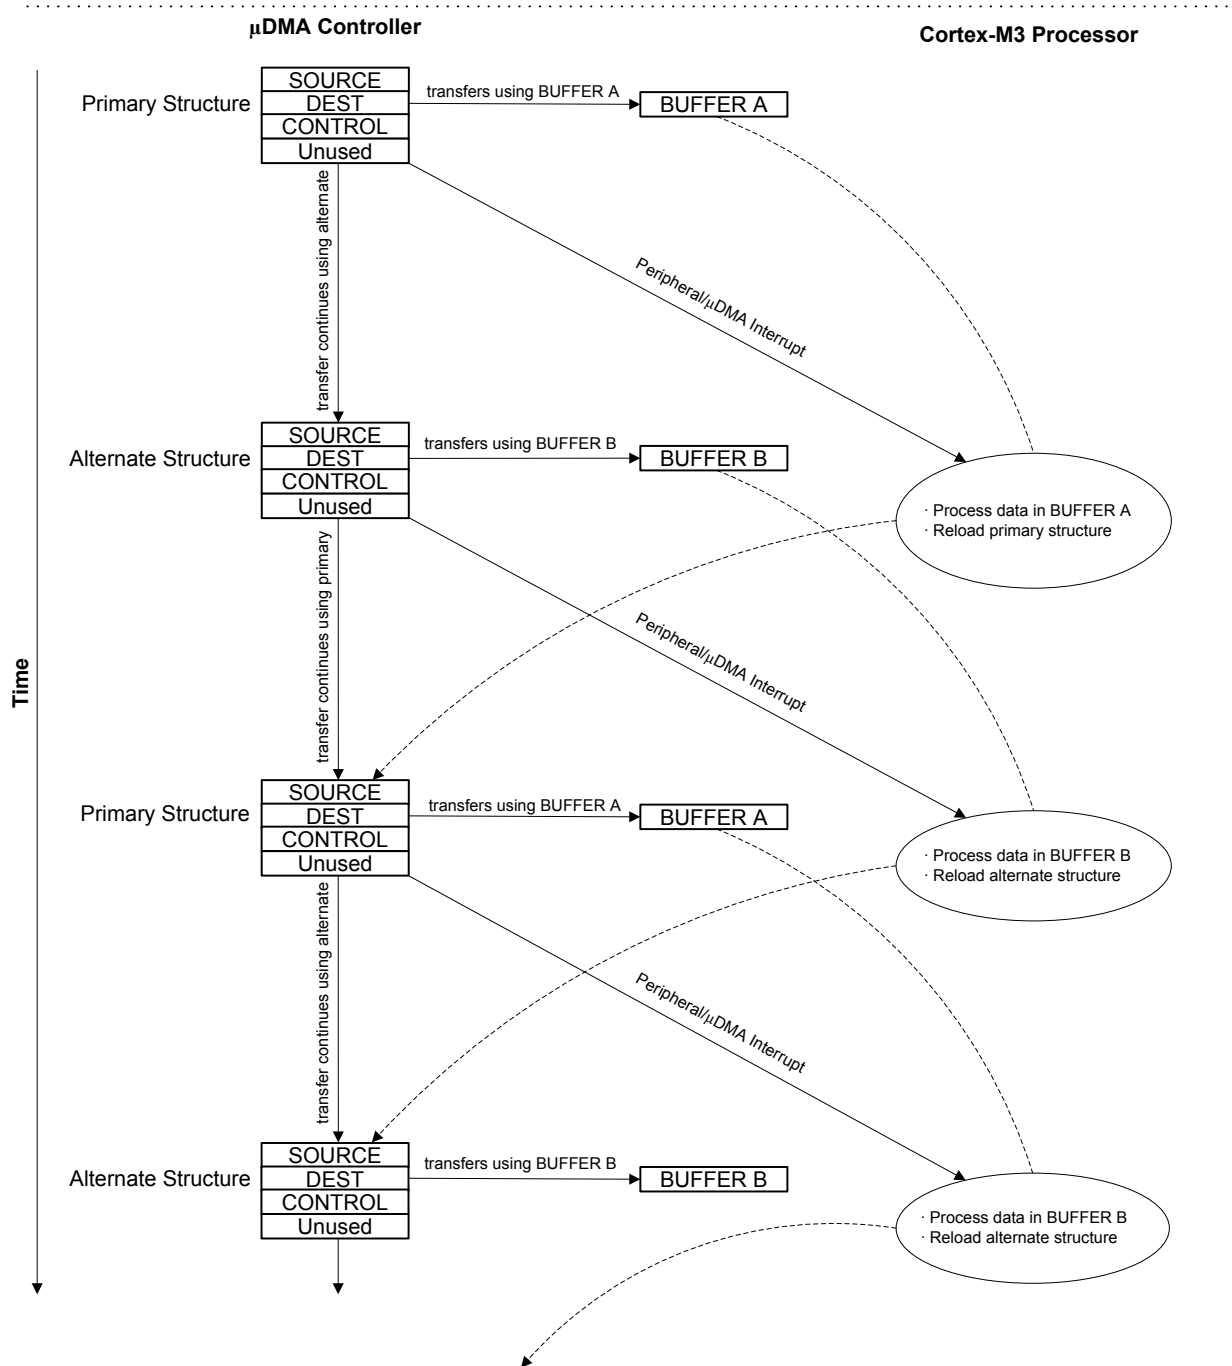 μDMA Controller
Cortex-M3 Processor
Primary Structure
SOURCE
DEST
CONTROL
Unused
transfers using BUFFER A
BUFFER A
transfer continues using alternate
Peripheral/μDMA Interrupt
Alternate Structure
SOURCE
DEST
CONTROL
Unused
transfers using BUFFER B
BUFFER B
· Process data in BUFFER A
· Reload primary structure
transfer continues using primary
Peripheral/μDMA Interrupt
Time
Primary Structure
SOURCE
DEST
CONTROL
Unused
transfers using BUFFER A
BUFFER A
· Process data in BUFFER B
· Reload alternate structure
transfer continues using alternate
Peripheral/μDMA Interrupt
Alternate Structure
SOURCE
DEST
CONTROL
Unused
transfers using BUFFER B
BUFFER B
· Process data in BUFFER B
· Reload alternate structure